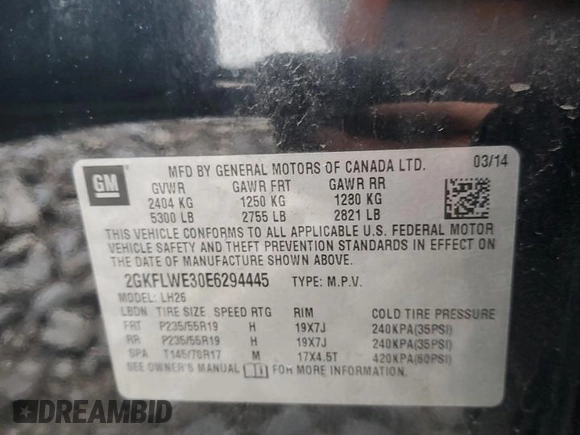 MFD BY GENERAL MOTORS OF CANADA LTD. 03/14
GM
GVWR GAWR FRT GAWR RR
2404 KG 1250 KG 1280 KG
5300 LB 2755 LB 2821 LB
THIS VEHICLE CONFORMS TO ALL APPLICABLE U.S. FEDERAL MOTOR
VEHICLE SAFETY AND THEFT PREVENTION STANDARDS IN EFFECT ON
THE DATE OF MANUFACTURE SHOWN ABOVE.
2GKFLWE30E6294445 TYPE: M.P.V.
MODEL: LH26
LBDN TIRE SIZE SPEED RTG RIM COLD TIRE PRESSURE
FRT P235/55R19 H 19X7J 240KPA(35PSI)
RR P235/55R19 H 19X7J 240KPA(35PSI)
SPA T145/70R17 M 17X4.5T 420KPA(60PSI)
SEE OWNER'S MANUAL FOR MORE INFORMATION.
DREAMBID